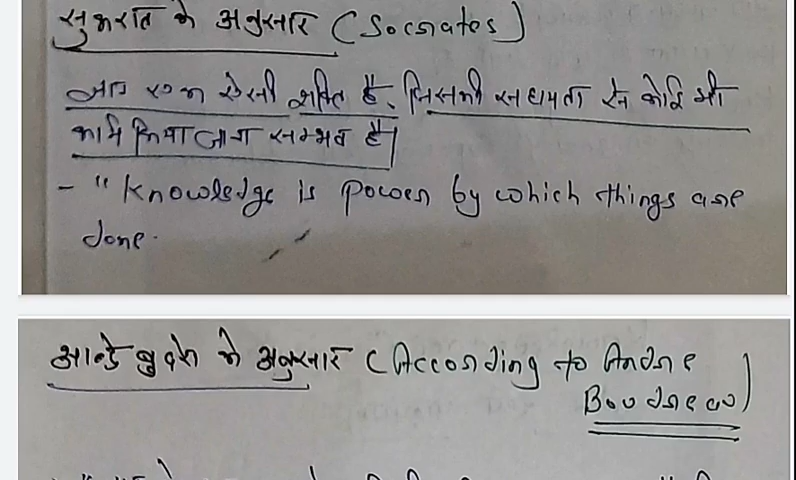 सुकरात के अनुसार (Socrates)
ज्ञान एक ऐसी शक्ति है, जिसकी सहायता से कोई भी
कार्य किया जाना सम्भव है।
- "Knowledge is power by which things are
done.
आन्द्रे बुद्रो के अनुसार (According to Andre
Boudreau)